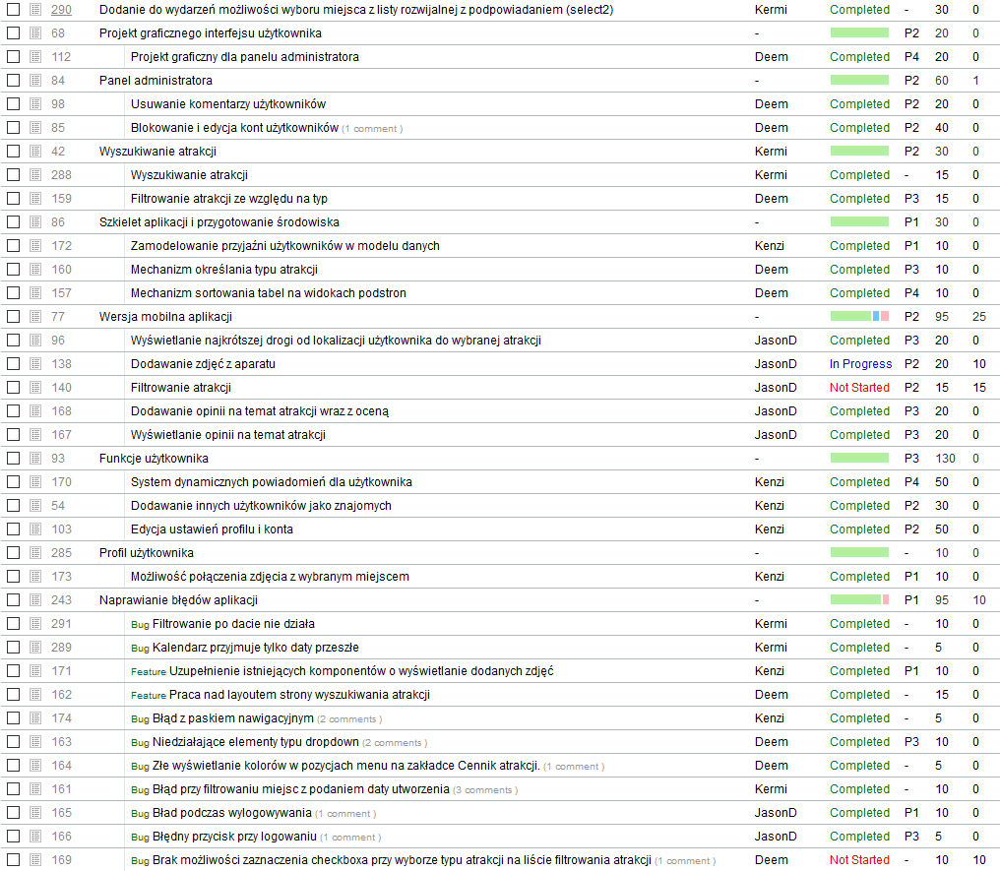 290 Dodanie do wydarzeń możliwości wyboru miejsca z listy rozwijalnej z podpowiadaniem (select2) Kermi Completed - 30 0
68 Projekt graficznego interfejsu użytkownika - P2 20 0
112 Projekt graficzny dla panelu administratora Deem Completed P4 20 0
84 Panel administratora - P2 60 1
98 Usuwanie komentarzy użytkowników Deem Completed P2 20 0
85 Blokowanie i edycja kont użytkowników (1 comment ) Deem Completed P2 40 0
42 Wyszukiwanie atrakcji Kermi P2 30 0
288 Wyszukiwanie atrakcji Kermi Completed - 15 0
159 Filtrowanie atrakcji ze względu na typ Deem Completed P3 15 0
86 Szkielet aplikacji i przygotowanie środowiska - P1 30 0
172 Zamodelowanie przyjaźni użytkowników w modelu danych Kenzi Completed P1 10 0
160 Mechanizm określania typu atrakcji Deem Completed P3 10 0
157 Mechanizm sortowania tabel na widokach podstron Deem Completed P4 10 0
77 Wersja mobilna aplikacji - P2 95 25
96 Wyświetlanie najkrótszej drogi od lokalizacji użytkownika do wybranej atrakcji JasonD Completed P3 20 0
138 Dodawanie zdjęć z aparatu JasonD In Progress P2 20 10
140 Filtrowanie atrakcji JasonD Not Started P2 15 15
168 Dodawanie opinii na temat atrakcji wraz z oceną JasonD Completed P3 20 0
167 Wyświetlanie opinii na temat atrakcji JasonD Completed P3 20 0
93 Funkcje użytkownika - P3 130 0
170 System dynamicznych powiadomień dla użytkownika Kenzi Completed P4 50 0
54 Dodawanie innych użytkowników jako znajomych Kenzi Completed P2 30 0
103 Edycja ustawień profilu i konta Kenzi Completed P2 50 0
285 Profil użytkownika - - 10 0
173 Możliwość połączenia zdjęcia z wybranym miejscem Kenzi Completed P1 10 0
243 Naprawianie błędów aplikacji - P1 95 10
291 Bug Filtrowanie po dacie nie działa Kermi Completed - 10 0
289 Bug Kalendarz przyjmuje tylko daty przeszłe Kermi Completed - 5 0
171 Feature Uzupełnienie istniejących komponentów o wyświetlanie dodanych zdjęć Kenzi Completed P1 10 0
162 Feature Praca nad layoutem strony wyszukiwania atrakcji Deem Completed - 15 0
174 Bug Błąd z paskiem nawigacyjnym (2 comments ) Kenzi Completed - 5 0
163 Bug Niedziałające elementy typu dropdown (2 comments ) Deem Completed P3 10 0
164 Bug Złe wyświetlanie kolorów w pozycjach menu na zakładce Cennik atrakcji. (1 comment ) Deem Completed - 5 0
161 Bug Błąd przy filtrowaniu miejsc z podaniem daty utworzenia (3 comments ) Kermi Completed - 10 0
165 Bug Bład podczas wylogowywania (1 comment ) JasonD Completed P1 10 0
166 Bug Błędny przycisk przy logowaniu (1 comment ) JasonD Completed P3 5 0
169 Bug Brak możliwości zaznaczenia checkboxa przy wyborze typu atrakcji na liście filtrowania atrakcji (1 comment ) Deem Not Started - 10 10